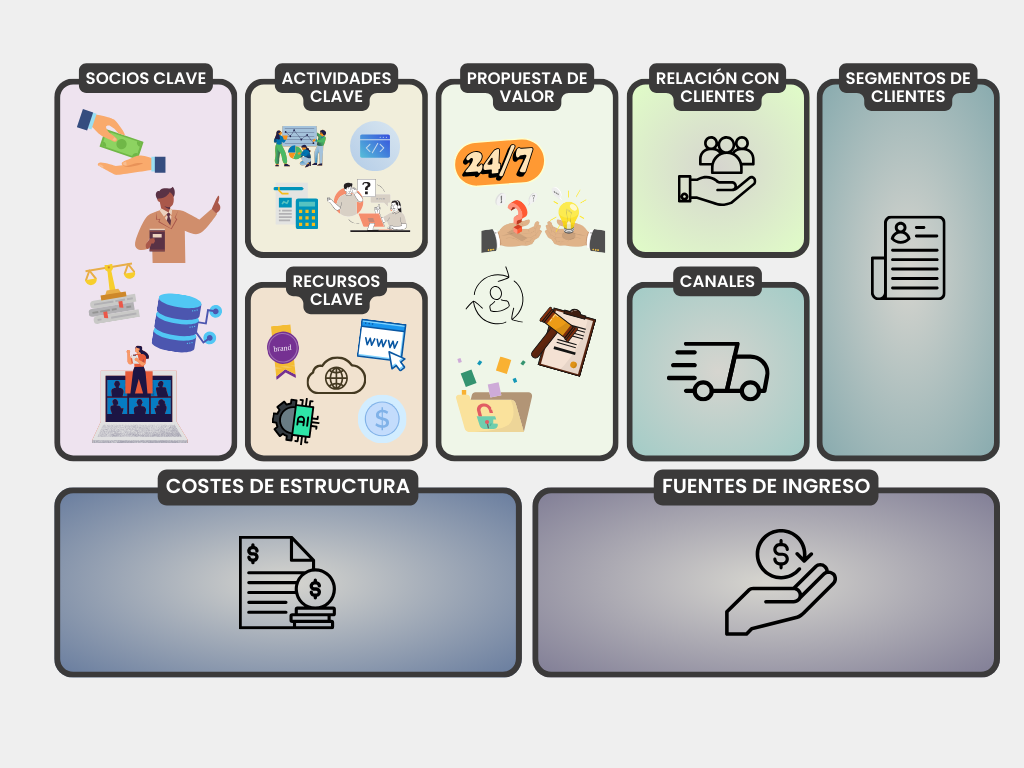 SOCIOS CLAVE
ACTIVIDADES
CLAVE
PROPUESTA DE
VALOR
RELACIÓN CON
CLIENTES
SEGMENTOS DE
CLIENTES
24/7
?
</>
?
! ?
?
RECURSOS
CLAVE
CANALES
brand
WWW
AI
$
COSTES DE ESTRUCTURA
FUENTES DE INGRESO
$
$
$